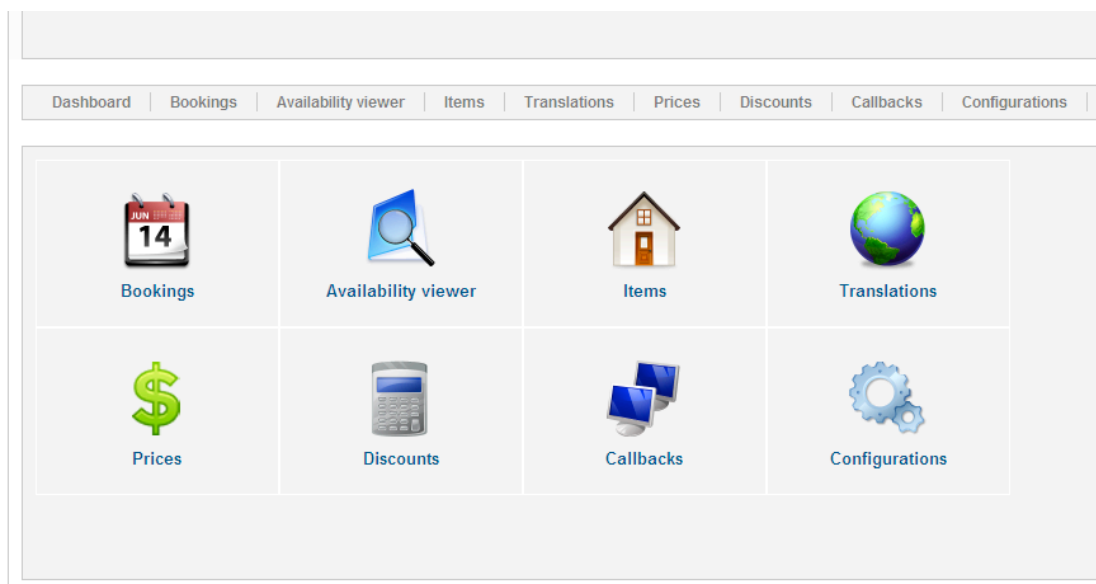 Dashboard Bookings Availability viewer Items Translations Prices Discounts Callbacks Configurations
JUN
14
Bookings Availability viewer Items Translations
Prices Discounts Callbacks Configurations